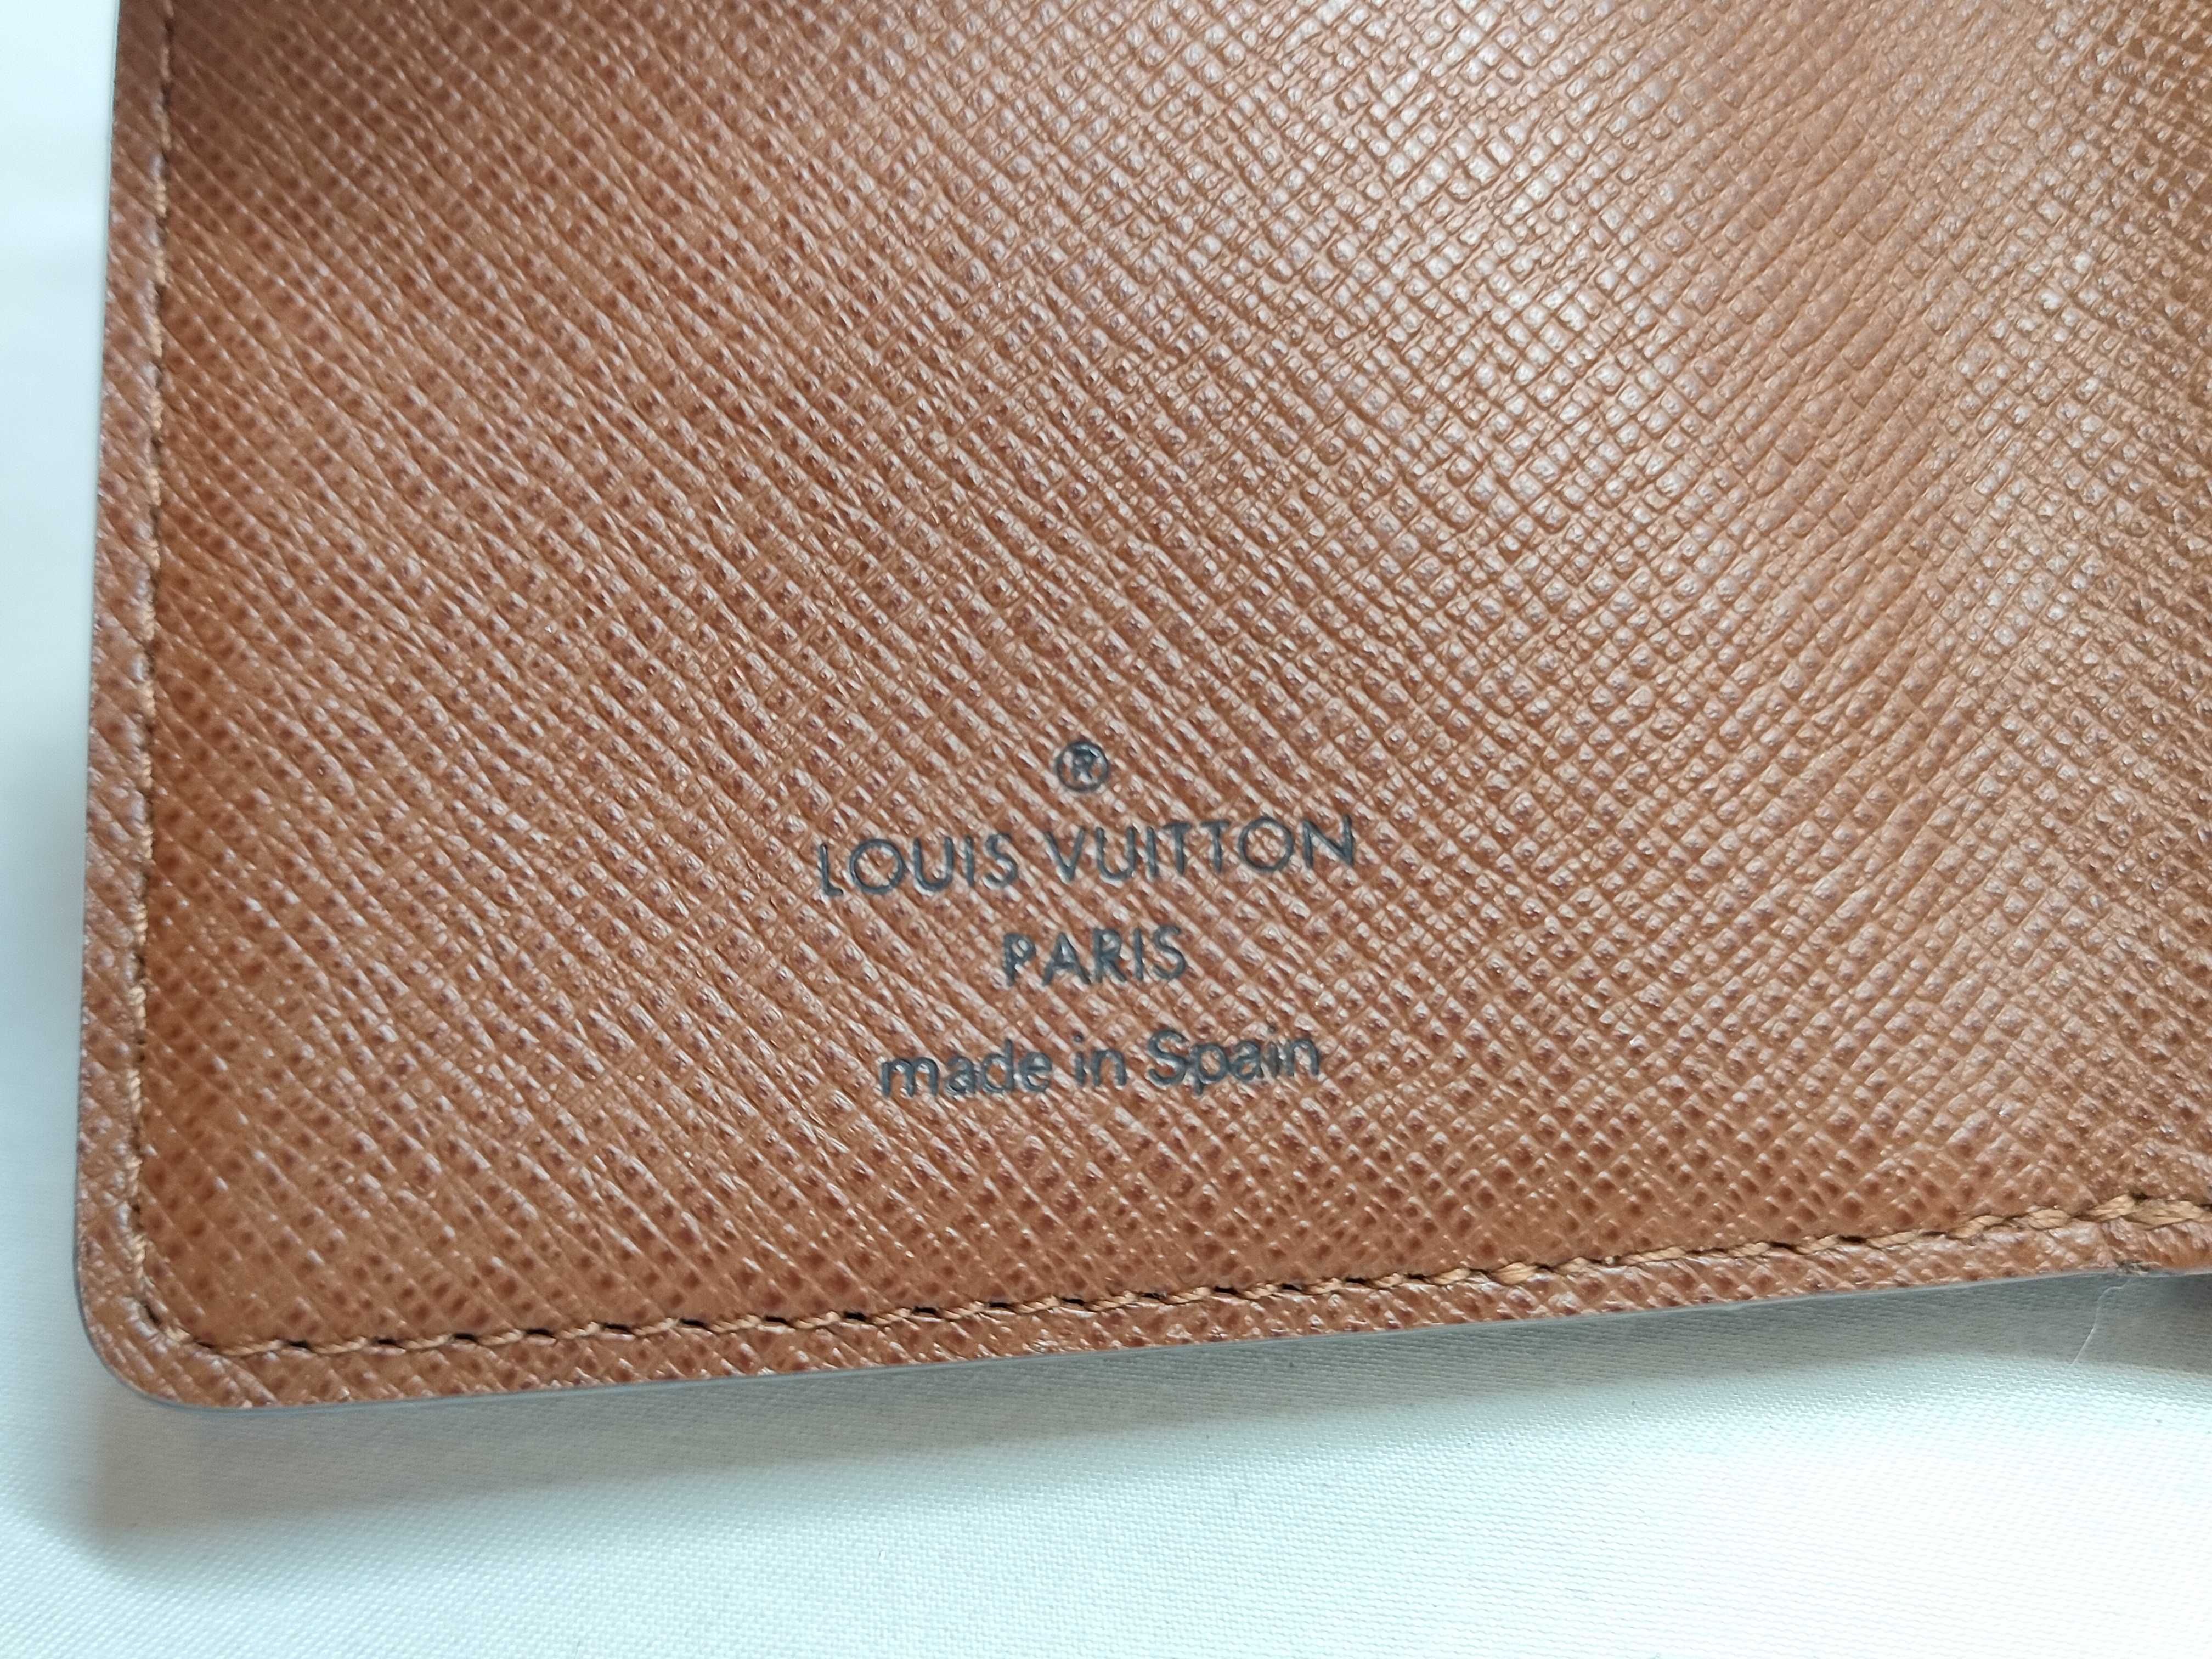 ®
LOUIS VUITTON
PARIS
made in Spain